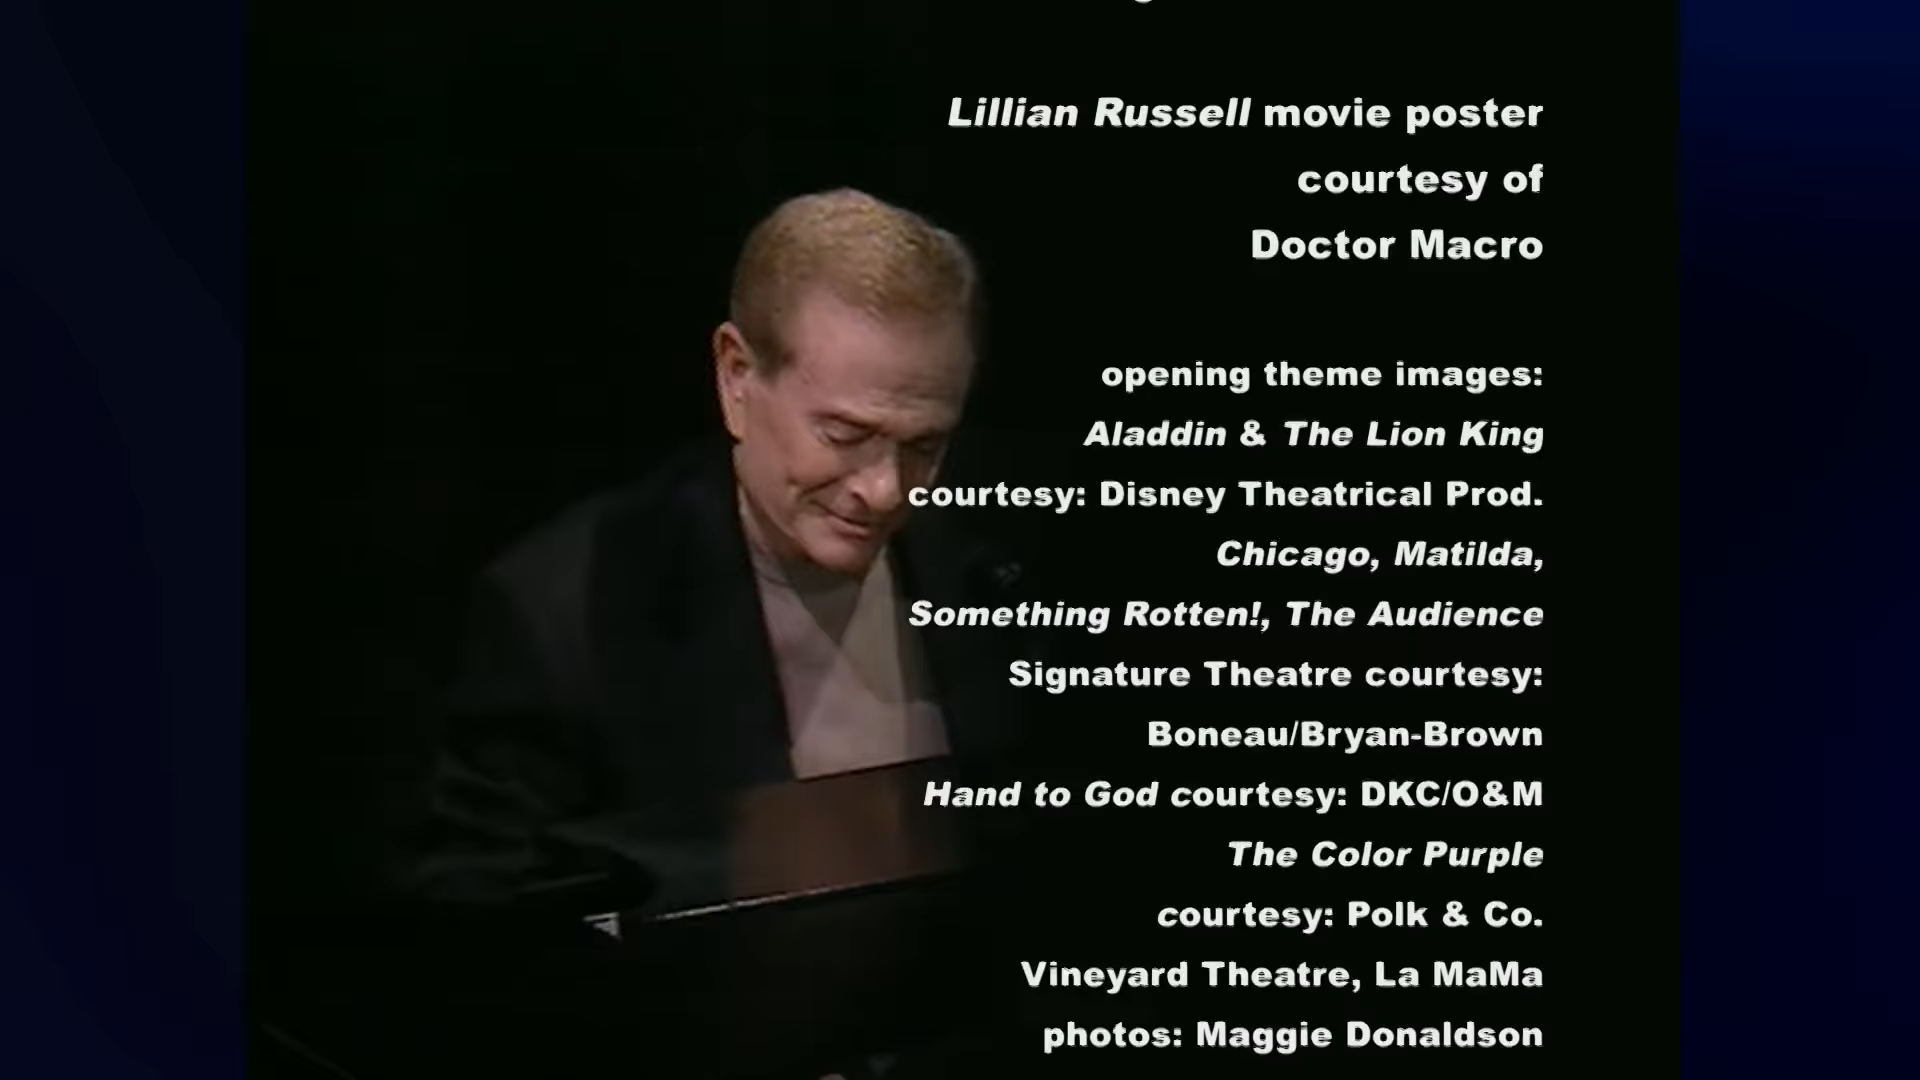 Lillian Russell movie poster
courtesy of
Doctor Macro
opening theme images:
Aladdin & The Lion King
courtesy: Disney Theatrical Prod.
Chicago, Matilda,
Something Rotten!, The Audience
Signature Theatre courtesy:
Boneau/Bryan-Brown
Hand to God courtesy: DKC/O&M
The Color Purple
courtesy: Polk & Co.
Vineyard Theatre, La MaMa
photos: Maggie Donaldson